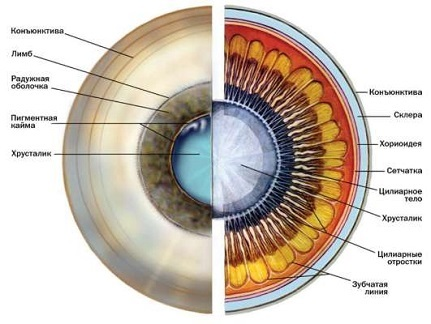 Конъюнктива
Лимб
Радужная
оболочка
Пигментная
кайма
Хрусталик
Конъюнктива
Склера
Хориоидея
Сетчатка
Цилиарное
тело
Хрусталик
Цилиарные
отростки
Зубчатая
линия